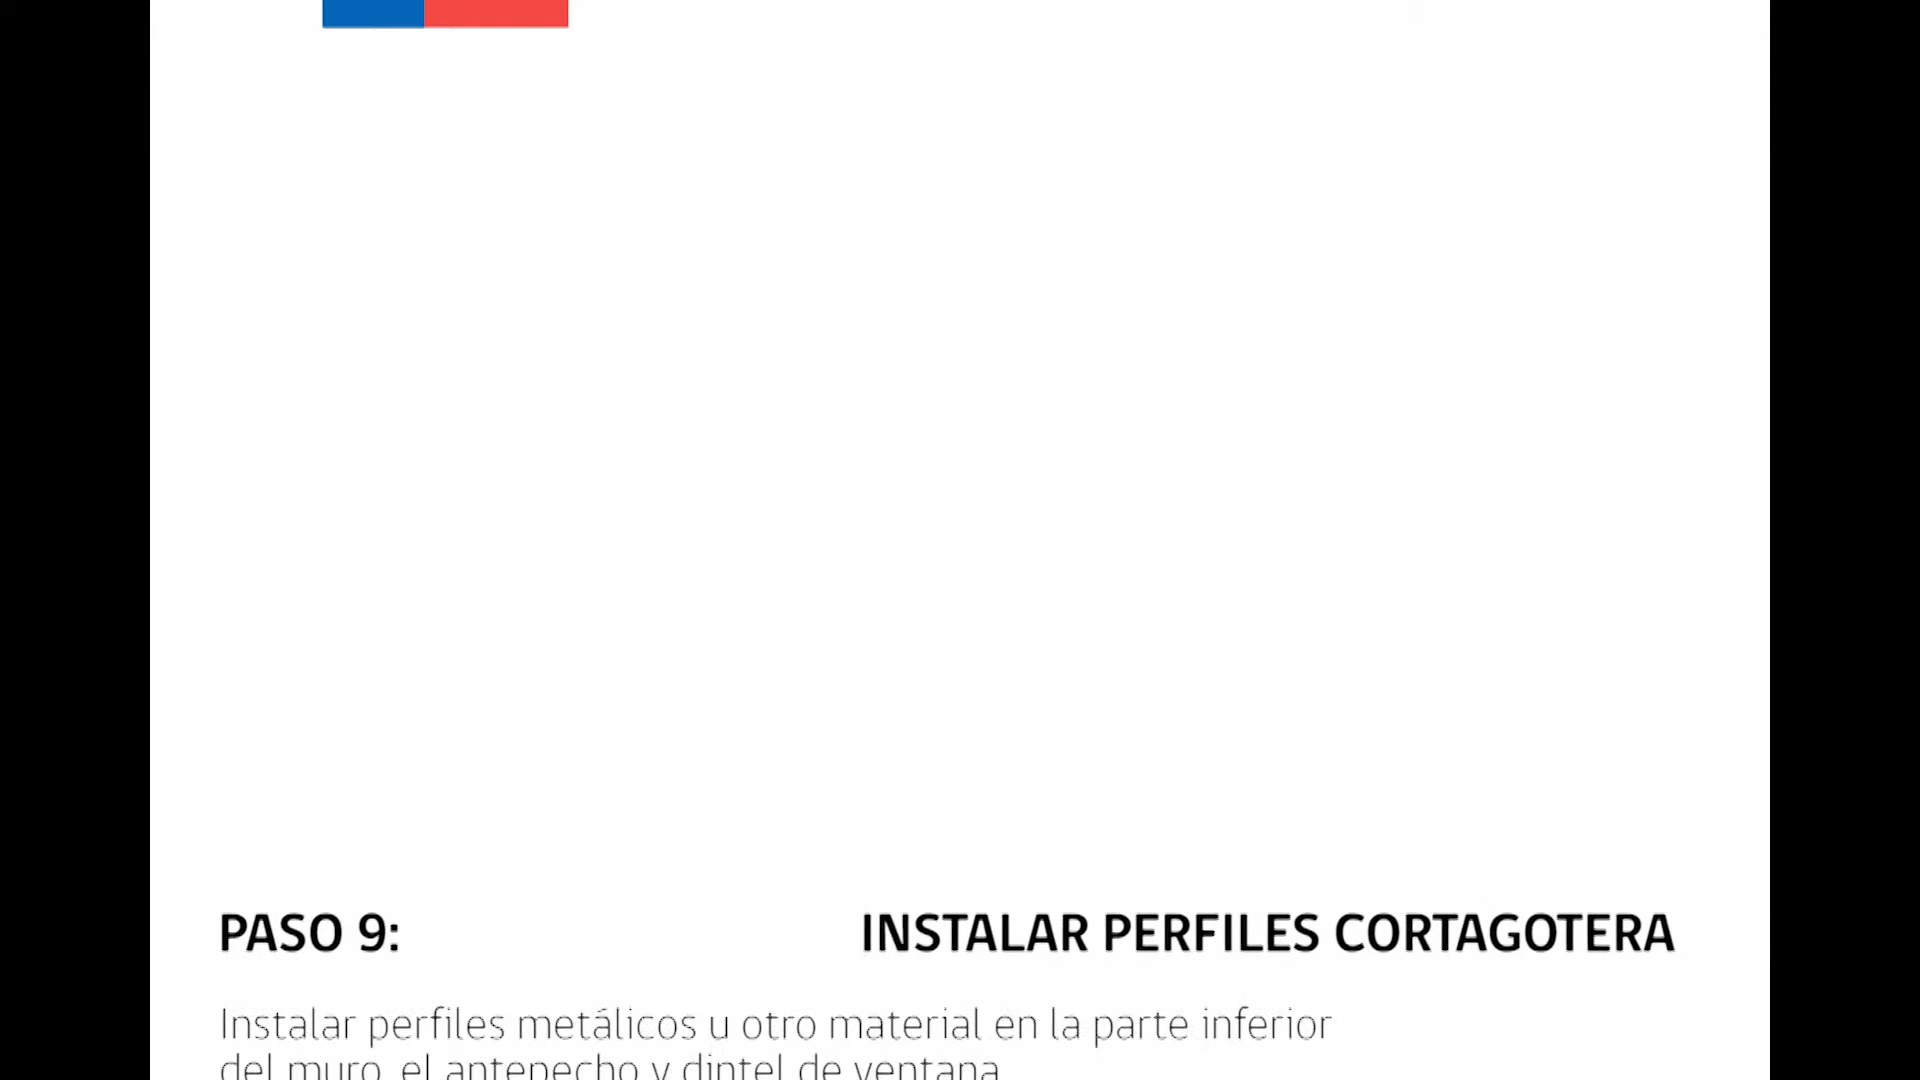 PASO 9: INSTALAR PERFILES CORTAGOTERA
Instalar perfiles metálicos u otro material en la parte inferior
del muro, el antepecho y dintel de ventana